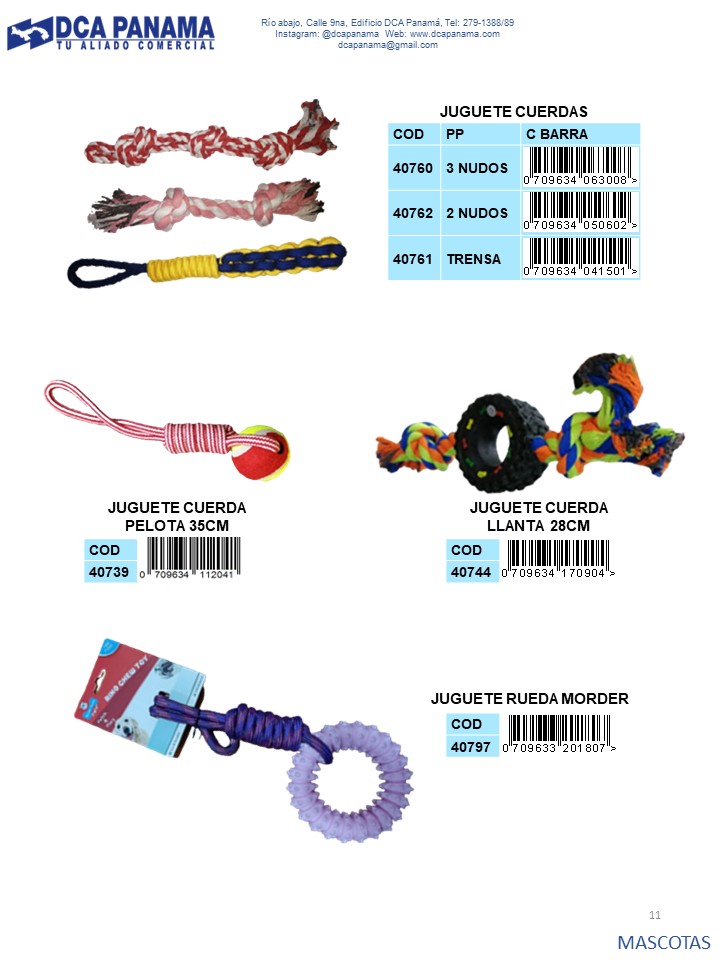 DCA PANAMA
TU ALIADO COMERCIAL
Río abajo, Calle 9na, Edificio DCA Panamá, Tel: 279-1388/89
Instagram: @dcapanama Web: www.dcapanama.com
dcapanama@gmail.com
JUGUETE CUERDAS
COD PP C BARRA
40760 3 NUDOS 0 709634 063008 >
40762 2 NUDOS 0 709634 050602 >
40761 TRENSA 0 709634 041501 >
JUGUETE CUERDA
PELOTA 35CM
COD
40739 0 709634 112041
JUGUETE CUERDA
LLANTA 28CM
COD
40744 0 709634 170904 >
RING CHEW TOY
JUGUETE RUEDA MORDER
COD
40797 0 709633 201807 >
11
MASCOTAS